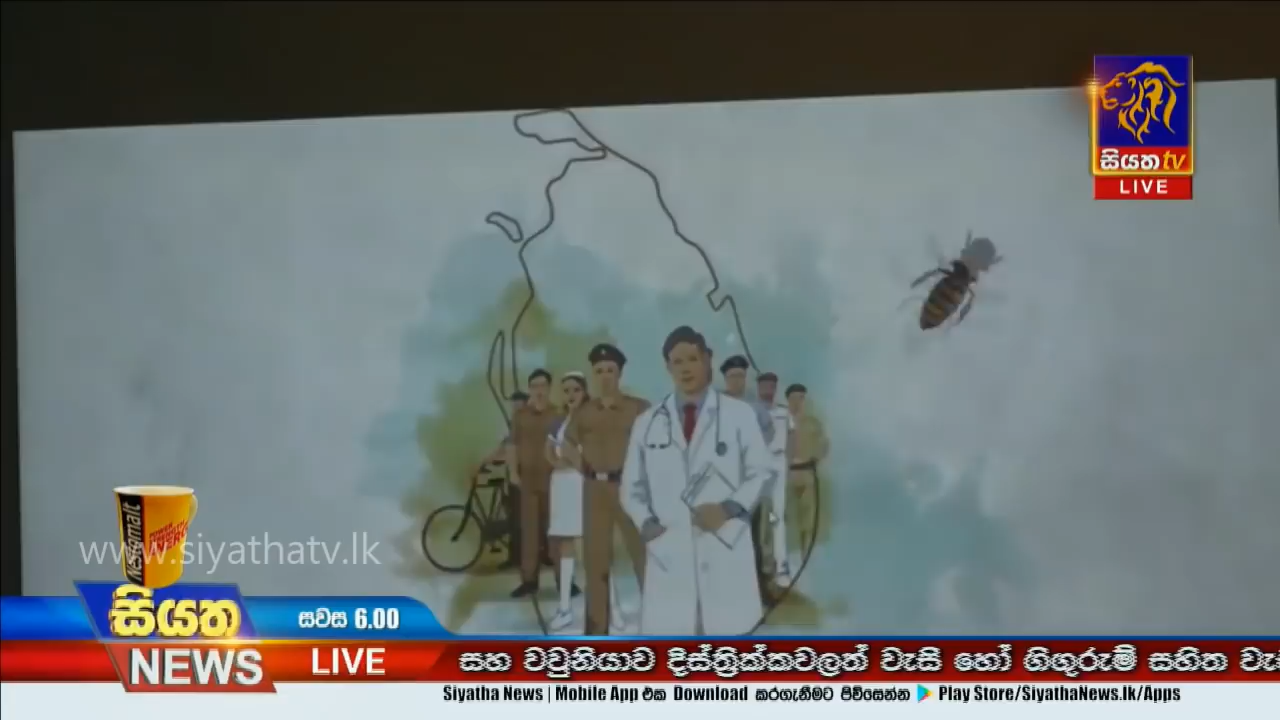 සියත tv
LIVE
Nestomalt
www.siyathatv.lk
සියත
NEWS
සවස 6.00
LIVE
සහ වවුනියාව දිස්ත්‍රික්කවලත් වැසි හෝ ගිගුරුම් සහිත
Siyatha News | Mobile App එක Download කරගැනීමට පිවිසෙන්න Play Store/SiyathaNews.lk/Apps